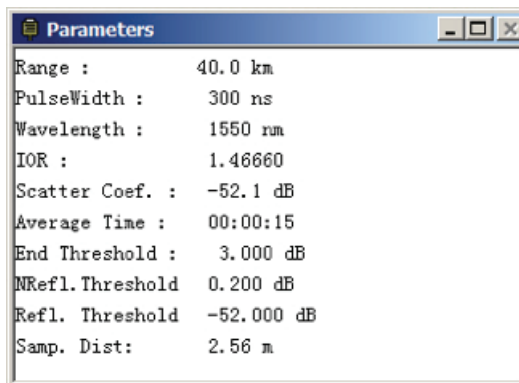 Parameters
Range : 40.0 km
PulseWidth : 300 ns
Wavelength : 1550 nm
IOR : 1.46660
Scatter Coef. : -52.1 dB
Average Time : 00:00:15
End Threshold : 3.000 dB
NRefl.Threshold 0.200 dB
Refl. Threshold -52.000 dB
Samp. Dist: 2.56 m